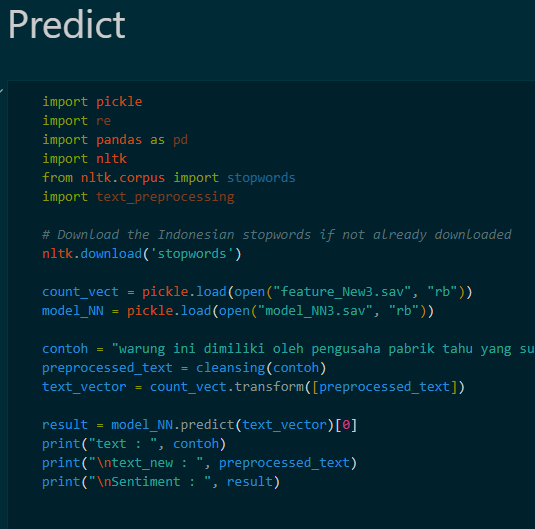 Predict
import pickle
import re
import pandas as pd
import nltk
from nltk.corpus import stopwords
import text_preprocessing
# Download the Indonesian stopwords if not already downloaded
nltk.download('stopwords')
count_vect = pickle.load(open("feature_New3.sav", "rb"))
model_NN = pickle.load(open("model_NN3.sav", "rb"))
contoh = "warung ini dimiliki oleh pengusaha pabrik tahu yang su
preprocessed_text = cleansing(contoh)
text_vector = count_vect.transform([preprocessed_text])
result = model_NN.predict(text_vector)[0]
print("text : ", contoh)
print("\ntext_new : ", preprocessed_text)
print("\nSentiment : ", result)